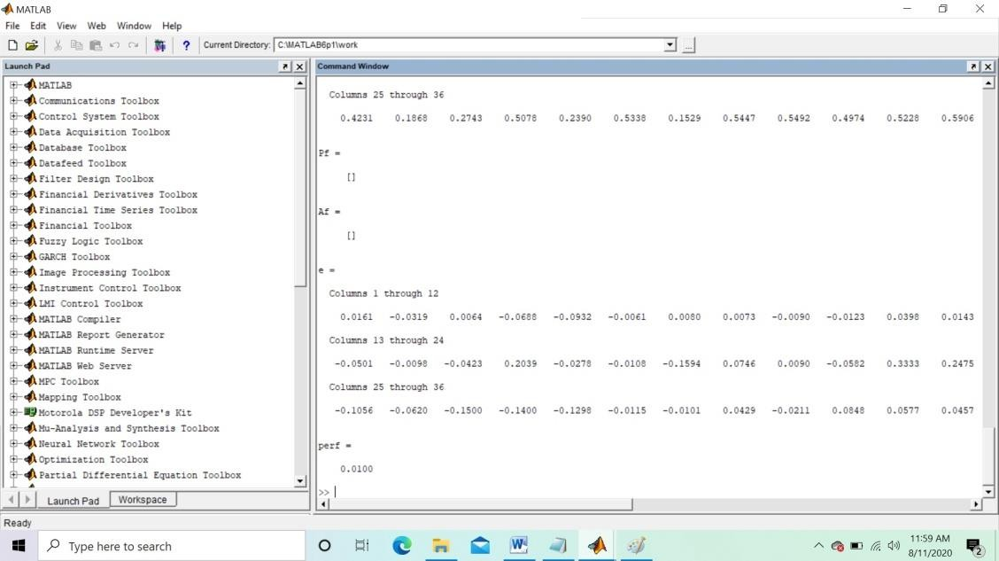 MATLAB
File Edit View Web Window Help
? Current Directory: C:\MATLAB6p1\work ...
Launch Pad
MATLAB
Communications Toolbox
Control System Toolbox
Data Acquisition Toolbox
Database Toolbox
Datafeed Toolbox
Filter Design Toolbox
Financial Derivatives Toolbox
Financial Time Series Toolbox
Financial Toolbox
Fuzzy Logic Toolbox
GARCH Toolbox
Image Processing Toolbox
Instrument Control Toolbox
LMI Control Toolbox
MATLAB Compiler
MATLAB Report Generator
MATLAB Runtime Server
MATLAB Web Server
MPC Toolbox
Mapping Toolbox
Motorola DSP Developer's Kit
Mu-Analysis and Synthesis Toolbox
Neural Network Toolbox
Optimization Toolbox
Partial Differential Equation Toolbox
Launch Pad Workspace
Command Window
Columns 25 through 36
0.4231 0.1868 0.2743 0.5078 0.2390 0.5338 0.1529 0.5447 0.5492 0.4974 0.5228 0.5906
Pf =
[]
Af =
[]
e =
Columns 1 through 12
0.0161 -0.0319 0.0064 -0.0688 -0.0932 -0.0061 0.0080 0.0073 -0.0090 -0.0123 0.0398 0.0143
Columns 13 through 24
-0.0501 -0.0098 -0.0423 0.2039 -0.0278 -0.0108 -0.1594 0.0746 0.0090 -0.0582 0.3333 0.2475
Columns 25 through 36
-0.1056 -0.0620 -0.1500 -0.1400 -0.1298 -0.0115 -0.0101 0.0429 -0.0211 0.0848 0.0577 0.0457
perf =
0.0100
>>
Ready
Type here to search
W
11:59 AM
8/11/2020
2